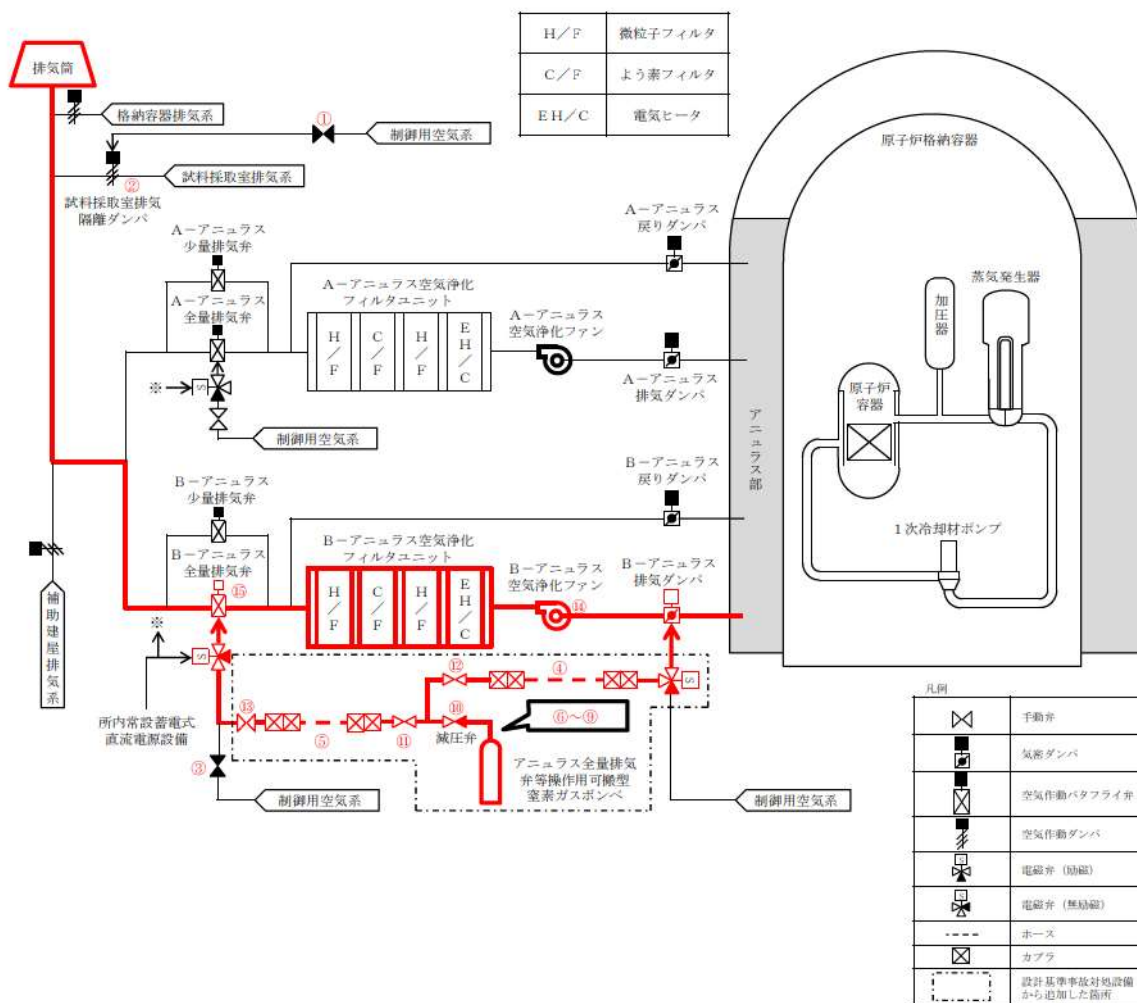 H/F 微粒子フィルタ
C/F よう素フィルタ
EH/C 電気ヒータ
排気筒
格納容器排気系
①
制御用空気系
試料採取室排気系
②
試料採取室排気
隔離ダンパ
原子炉格納容器
A-アニュラス
少量排気弁
A-アニュラス
全量排気弁
※
S
制御用空気系
A-アニュラス空気浄化
フィルタユニット
H/F
C/F
H/F
EH/C
A-アニュラス
空気浄化ファン
A-アニュラス
戻りダンパ
A-アニュラス
排気ダンパ
蒸気発生器
加圧器
原子炉
容器
1次冷却材ポンプ
アニュラス部
B-アニュラス
少量排気弁
B-アニュラス
全量排気弁
⑮
B-アニュラス空気浄化
フィルタユニット
H/F
C/F
H/F
EH/C
B-アニュラス
空気浄化ファン
⑭
B-アニュラス
戻りダンパ
B-アニュラス
排気ダンパ
補助建屋排気系
※
S
所内常設蓄電式
直流電源設備
⑫
④
S
⑬
⑤
⑪
⑩
減圧弁
⑥~⑨
アニュラス全量排気
弁等操作用可搬型
窒素ガスボンベ
③
制御用空気系
制御用空気系
凡例
手動弁
気密ダンパ
空気作動バタフライ弁
空気作動ダンパ
S
電磁弁(励磁)
S
電磁弁(無励磁)
ホース
カプラ
設計基準事故対処設備
から追加した箇所